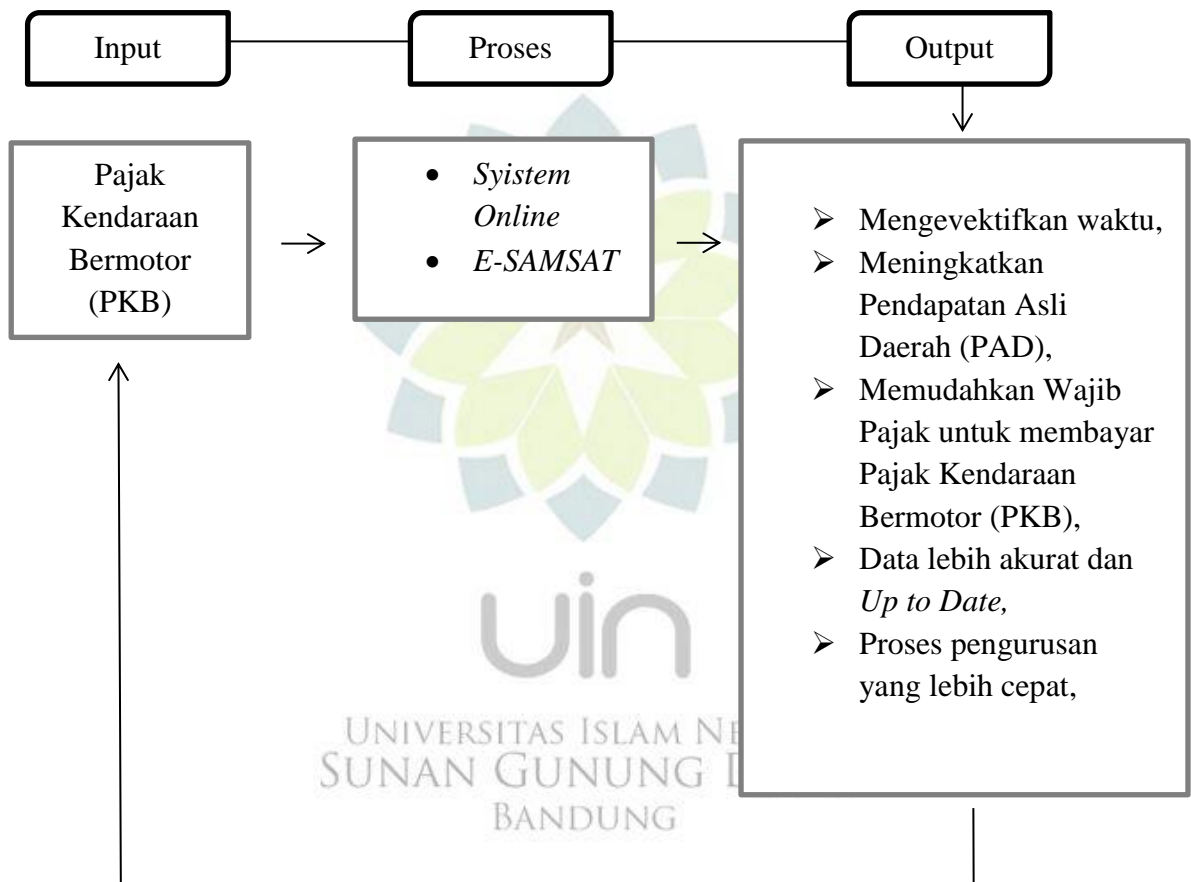 Input
Proses
Output
Pajak
Kendaraan
Bermotor
(PKB)
• Syistem
Online
• E-SAMSAT
➢ Mengevektifkan waktu,
➢ Meningkatkan
Pendapatan Asli
Daerah (PAD),
➢ Memudahkan Wajib
Pajak untuk membayar
Pajak Kendaraan
Bermotor (PKB),
➢ Data lebih akurat dan
Up to Date,
➢ Proses pengurusan
yang lebih cepat,
uin
UNIVERSITAS ISLAM
SUNAN GUNUNG
BANDUNG